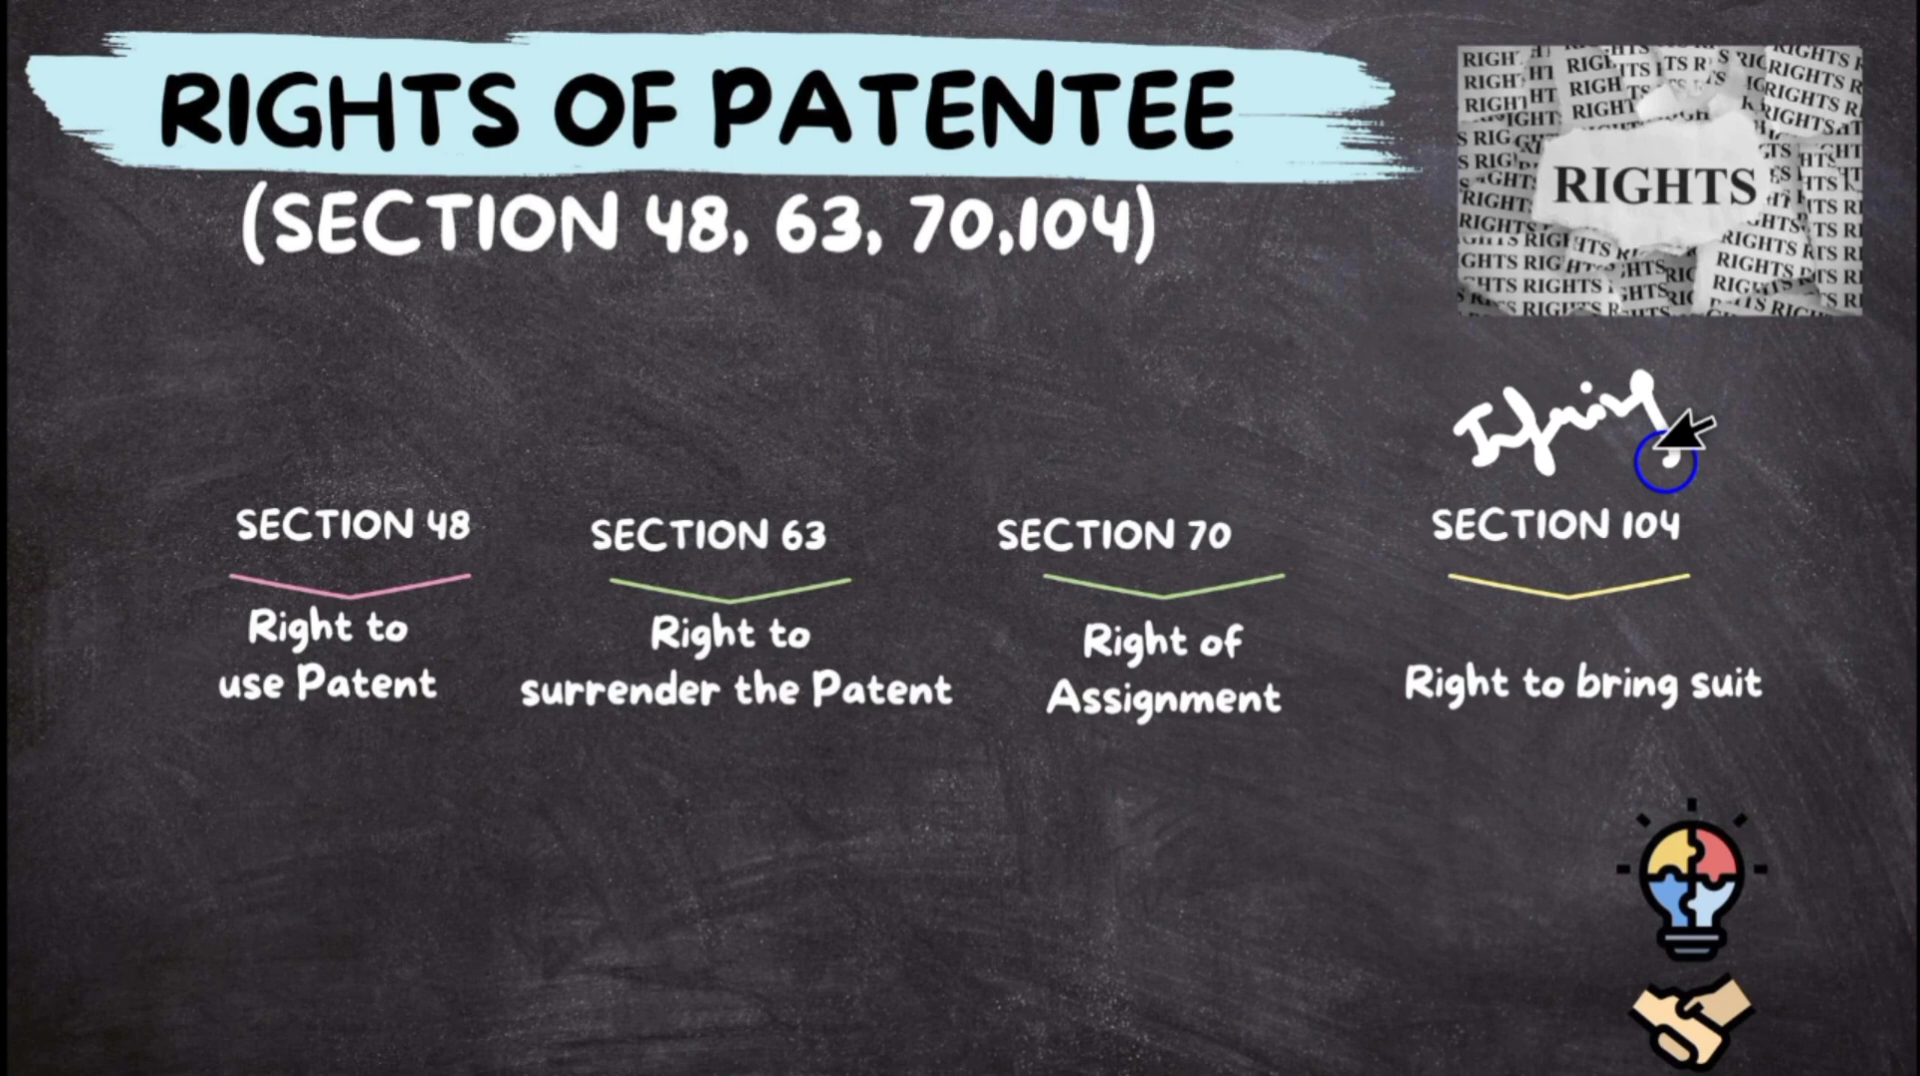 RIGHTS OF PATENTEE
(SECTION 48, 63, 70,104)
RIGHTS
SECTION 48
Right to
use Patent
SECTION 63
Right to
surrender the Patent
SECTION 70
Right of
Assignment
SECTION 104
Right to bring suit